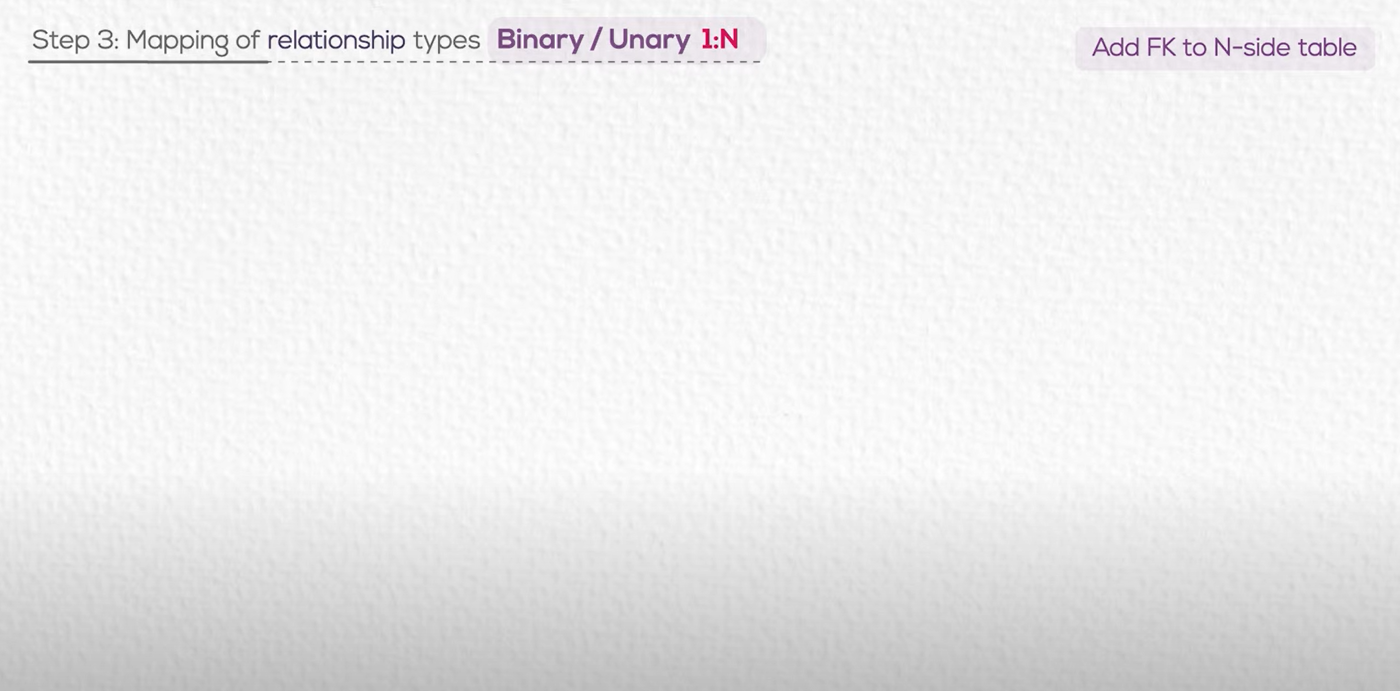 Step 3: Mapping of relationship types Binary / Unary 1:N
Add FK to N-side table